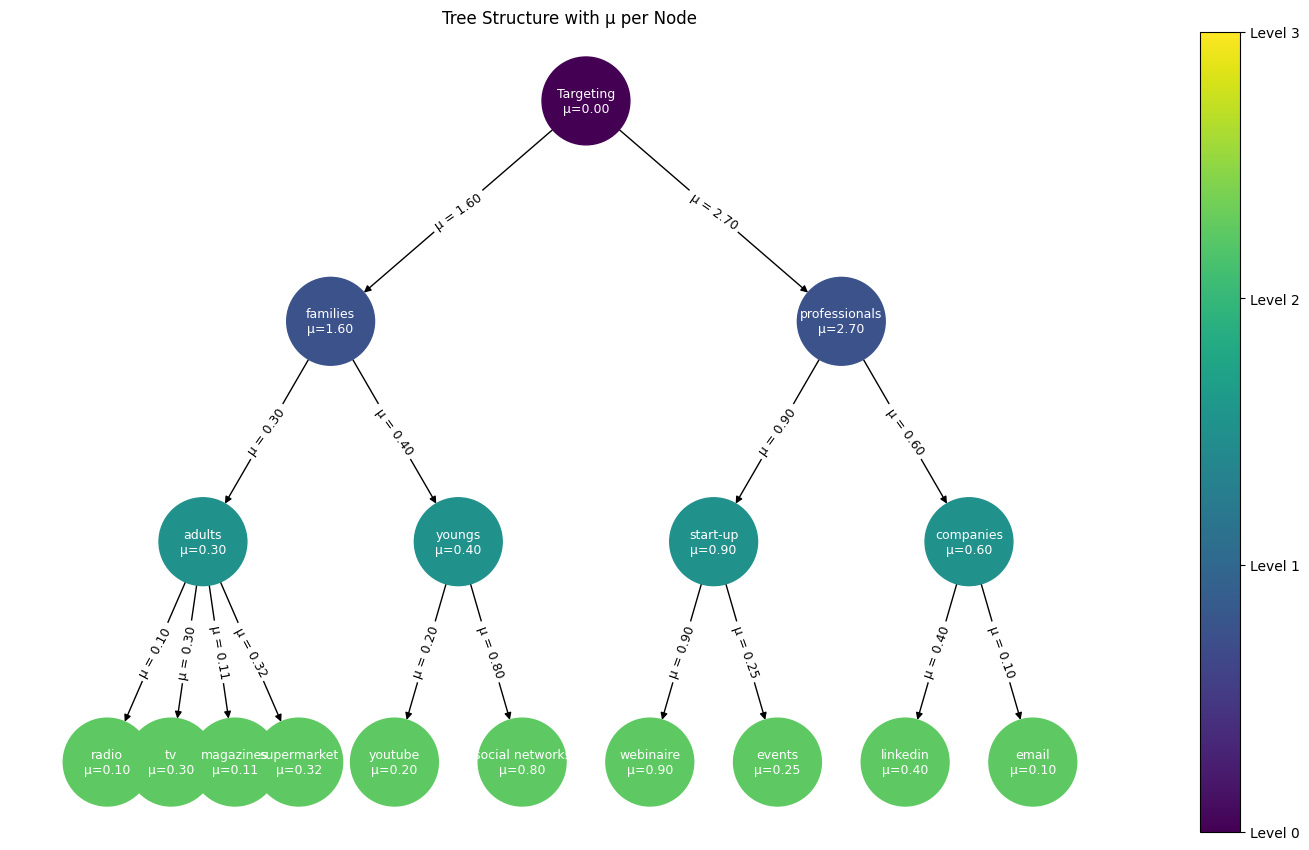 Tree Structure with μ per Node
Level 3
Targeting
μ=0.00
μ = 1.60
μ = 2.70
Level 2
families
μ=1.60
professionals
μ=2.70
μ = 0.30
μ = 0.40
μ = 0.90
μ = 0.60
Level 1
adults
μ=0.30
youngs
μ=0.40
start-up
μ=0.90
companies
μ=0.60
μ = 0.10
μ = 0.30
μ = 0.11
μ = 0.32
μ = 0.20
μ = 0.80
μ = 0.90
μ = 0.25
μ = 0.40
μ = 0.10
radio
μ=0.10
tv
μ=0.30
magazines
μ=0.11
supermarket
μ=0.32
youtube
μ=0.20
social networks
μ=0.80
webinaire
μ=0.90
events
μ=0.25
linkedin
μ=0.40
email
μ=0.10
Level 0